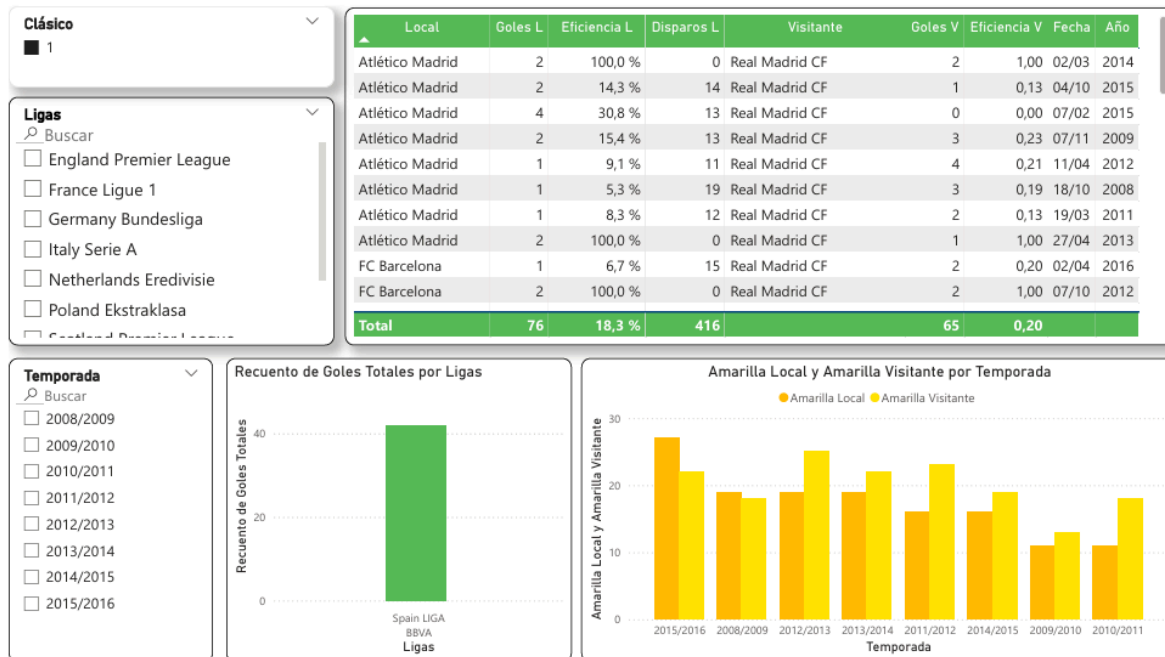 Clásico
1
Ligas
Buscar
England Premier League
France Ligue 1
Germany Bundesliga
Italy Serie A
Netherlands Eredivisie
Poland Ekstraklasa
Scotland Premier League
Local Goles L Eficiencia L Disparos L Visitante Goles V Eficiencia V Fecha Año
Atlético Madrid 2 100,0 % 0 Real Madrid CF 2 1,00 02/03 2014
Atlético Madrid 2 14,3 % 14 Real Madrid CF 1 0,13 04/10 2015
Atlético Madrid 4 30,8 % 13 Real Madrid CF 0 0,00 07/02 2015
Atlético Madrid 2 15,4 % 13 Real Madrid CF 3 0,23 07/11 2009
Atlético Madrid 1 9,1 % 11 Real Madrid CF 4 0,21 11/04 2012
Atlético Madrid 1 5,3 % 19 Real Madrid CF 3 0,19 18/10 2008
Atlético Madrid 1 8,3 % 12 Real Madrid CF 2 0,13 19/03 2011
Atlético Madrid 2 100,0 % 0 Real Madrid CF 1 1,00 27/04 2013
FC Barcelona 1 6,7 % 15 Real Madrid CF 2 0,20 02/04 2016
FC Barcelona 2 100,0 % 0 Real Madrid CF 2 1,00 07/10 2012
Total 76 18,3 % 416 65 0,20
Temporada
Buscar
2008/2009
2009/2010
2010/2011
2011/2012
2012/2013
2013/2014
2014/2015
2015/2016
Recuento de Goles Totales por Ligas
Recuento de Goles Totales
40
20
0
Spain LIGA
BBVA
Ligas
Amarilla Local y Amarilla Visitante por Temporada
Amarilla Local Amarilla Visitante
Amarilla Local y Amarilla Visitante
30
20
10
0
2015/2016 2008/2009 2012/2013 2013/2014 2011/2012 2014/2015 2009/2010 2010/2011
Temporada